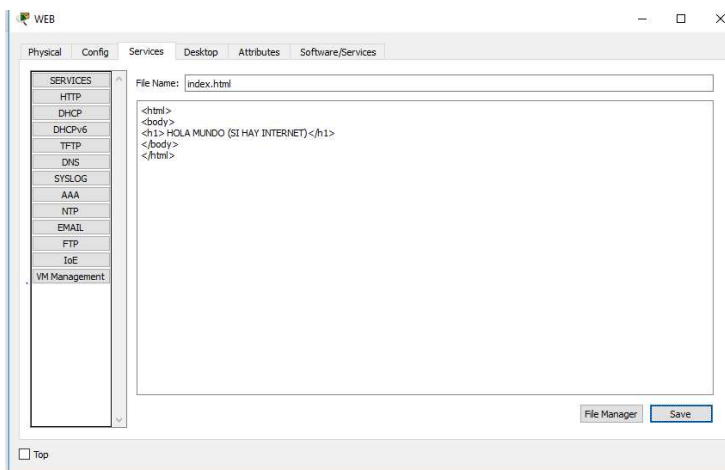 WEB
Physical Config Services Desktop Attributes Software/Services
SERVICES
HTTP
DHCP
DHCPv6
TFTP
DNS
SYSLOG
AAA
NTP
EMAIL
FTP
IoE
VM Management
File Name: index.html
<html>
<body>
<h1> HOLA MUNDO (SI HAY INTERNET)</h1>
</body>
</html>
File Manager Save
Top